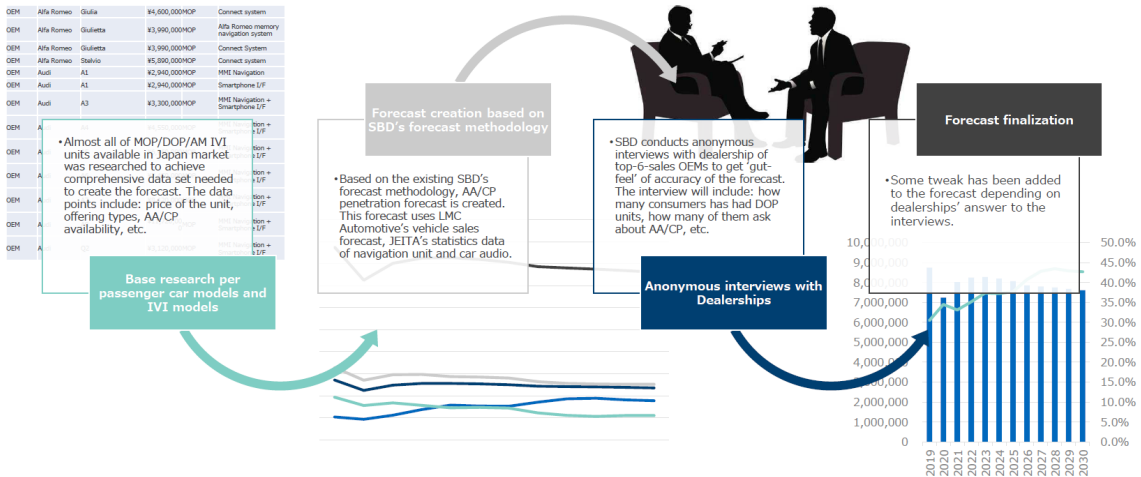 OEM Alfa Romeo Giulia ¥4,600,000MOP Connect system
OEM Alfa Romeo Giulietta ¥3,990,000MOP Alfa Romeo memory
navigation system
OEM Alfa Romeo Giulietta ¥3,990,000MOP Connect System
OEM Alfa Romeo Stelvio ¥5,890,000MOP Connect system
OEM Audi A1 ¥2,940,000MOP MMI Navigation
OEM Audi A1 ¥2,940,000MOP Smartphone I/F
OEM Audi A3 ¥3,300,000MOP MMI Navigation +
Smartphone I/F
OEM
OEM
OEM
OEM
OEM
OEM
•Almost all of MOP/DOP/AM IVI
units available in Japan market
was researched to achieve
comprehensive data set needed
to create the forecast. The data
points include: price of the unit,
offering types, AA/CP
availability, etc.
Base research per
passenger car models and
IVI models
Forecast creation based on
SBD's forecast methodology
•Based on the existing SBD's
forecast methodology, AA/CP
penetration forecast is created.
This forecast uses LMC
Automotive's vehicle sales
forecast, JEITA's statistics data
of navigation unit and car audio.
•SBD conducts anonymous
interviews with dealership of
top-6-sales OEMs to get 'gut-
feel' of accuracy of the forecast.
The interview will include: how
many consumers has had DOP
units, how many of them ask
about AA/CP, etc.
Anonymous interviews with
Dealerships
Forecast finalization
•Some tweak has been added
to the forecast depending on
dealerships' answer to the
interviews.
10,000,000
9,000,000
8,000,000
7,000,000
6,000,000
5,000,000
4,000,000
3,000,000
2,000,000
1,000,000
0
50.0%
45.0%
40.0%
35.0%
30.0%
25.0%
20.0%
15.0%
10.0%
5.0%
0.0%
2019
2020
2021
2022
2023
2024
2025
2026
2027
2028
2029
2030